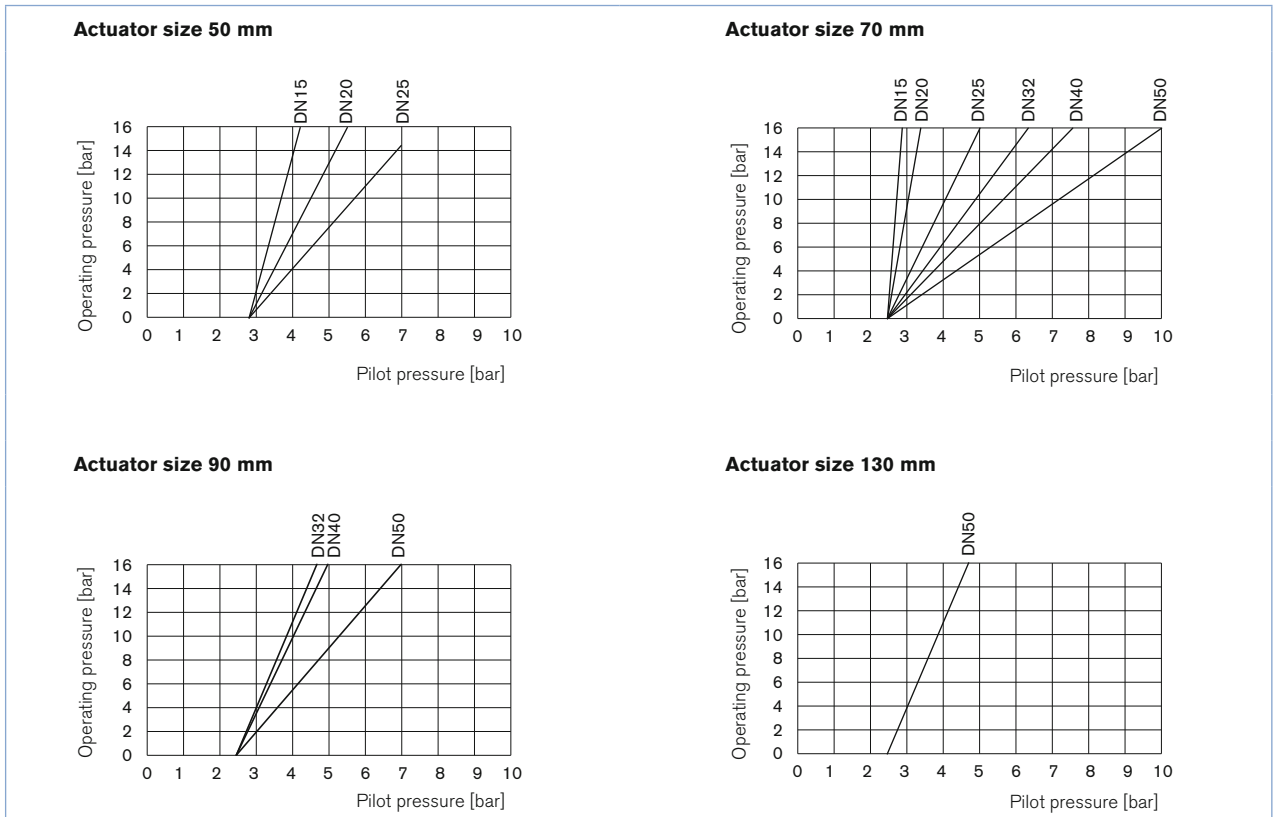 Actuator size 50 mm
DN15
DN20
DN25
16
14
12
10
8
6
4
2
0
Operating pressure [bar]
0 1 2 3 4 5 6 7 8 9 10
Pilot pressure [bar]
Actuator size 70 mm
DN15
DN20
DN25
DN32
DN40
DN50
16
14
12
10
8
6
4
2
0
Operating pressure [bar]
0 1 2 3 4 5 6 7 8 9 10
Pilot pressure [bar]
Actuator size 90 mm
DN32
DN40
DN50
16
14
12
10
8
6
4
2
0
Operating pressure [bar]
0 1 2 3 4 5 6 7 8 9 10
Pilot pressure [bar]
Actuator size 130 mm
DN50
16
14
12
10
8
6
4
2
0
Operating pressure [bar]
0 1 2 3 4 5 6 7 8 9 10
Pilot pressure [bar]